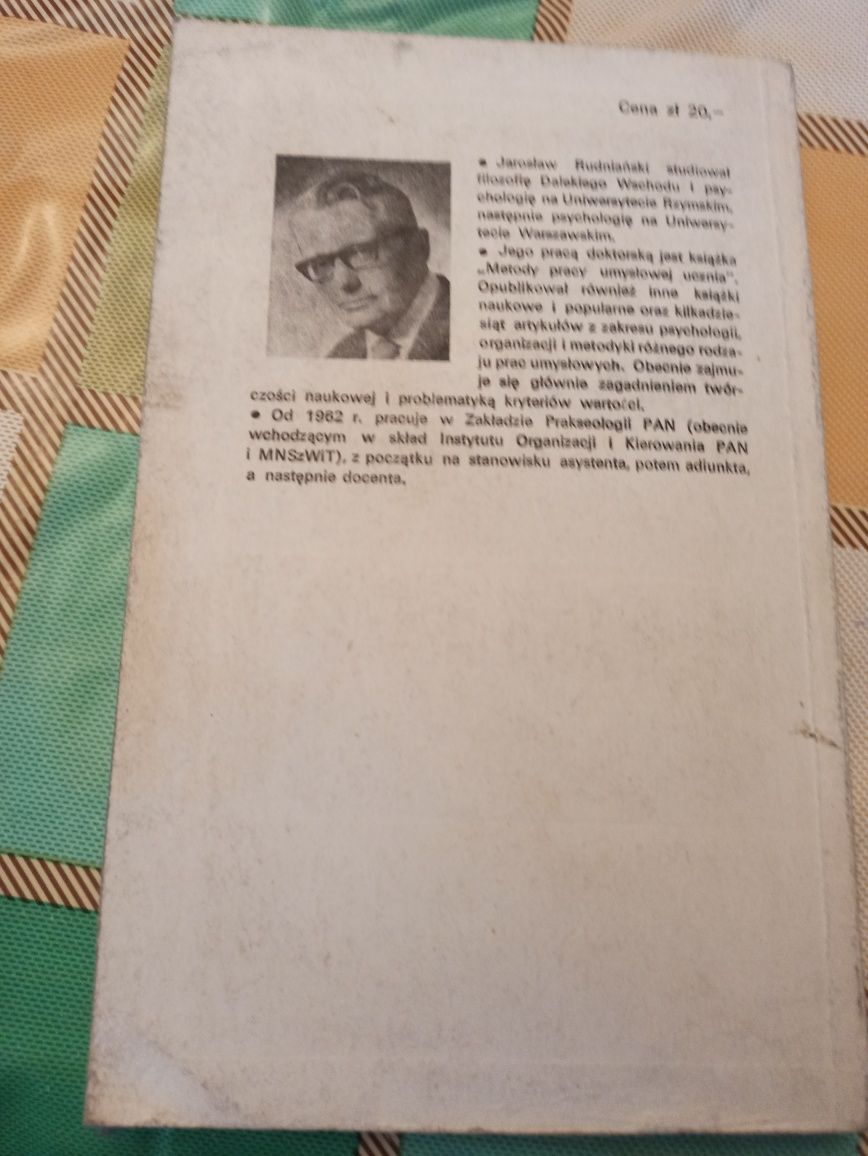 Cena zł 20,—
● Jarosław Rudniański studiował
filozofię Dalekiego Wschodu i psy-
chologię na Uniwersytecie Rzymskim,
następnie psychologię na Uniwersy-
tecie Warszawskim.
● Jego pracą doktorską jest książka
„Metody pracy umysłowej ucznia".
Opublikował również inne książki
naukowe i popularne oraz kilkadzie-
siąt artykułów z zakresu psychologii,
organizacji i metodyki różnego rodza-
ju prac umysłowych. Obecnie zajmu-
je się głównie zagadnieniem twór-
czości naukowej i problematyką kryteriów wartości.
● Od 1962 r. pracuje w Zakładzie Prakseologii PAN (obecnie
wchodzącym w skład Instytutu Organizacji i Kierowania PAN
i MNSzWiT), z początku na stanowisku asystenta, potem adiunkta,
a następnie docenta.